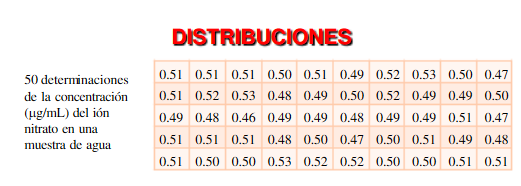 DISTRIBUCIONES
50 determinaciones
de la concentración
(µg/mL) del ión
nitrato en una
muestra de agua
0.51 0.51 0.51 0.50 0.51 0.49 0.52 0.53 0.50 0.47
0.51 0.52 0.53 0.48 0.49 0.50 0.52 0.49 0.49 0.50
0.49 0.48 0.46 0.49 0.49 0.48 0.49 0.49 0.51 0.47
0.51 0.51 0.51 0.48 0.50 0.47 0.50 0.51 0.49 0.48
0.51 0.50 0.50 0.53 0.52 0.52 0.50 0.50 0.51 0.51